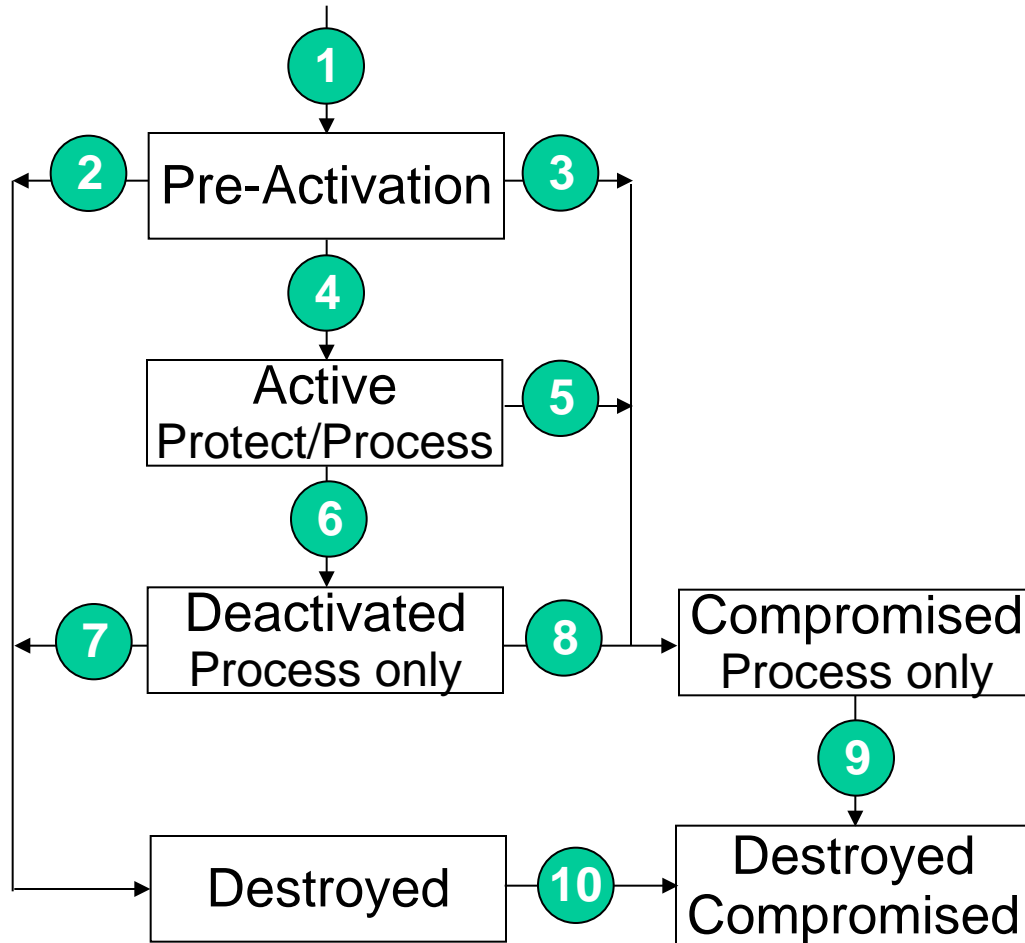 1
2
Pre-Activation
3
4
Active
Protect/Process
5
6
7
Deactivated
Process only
8
Compromised
Process only
9
Destroyed
10
Destroyed
Compromised